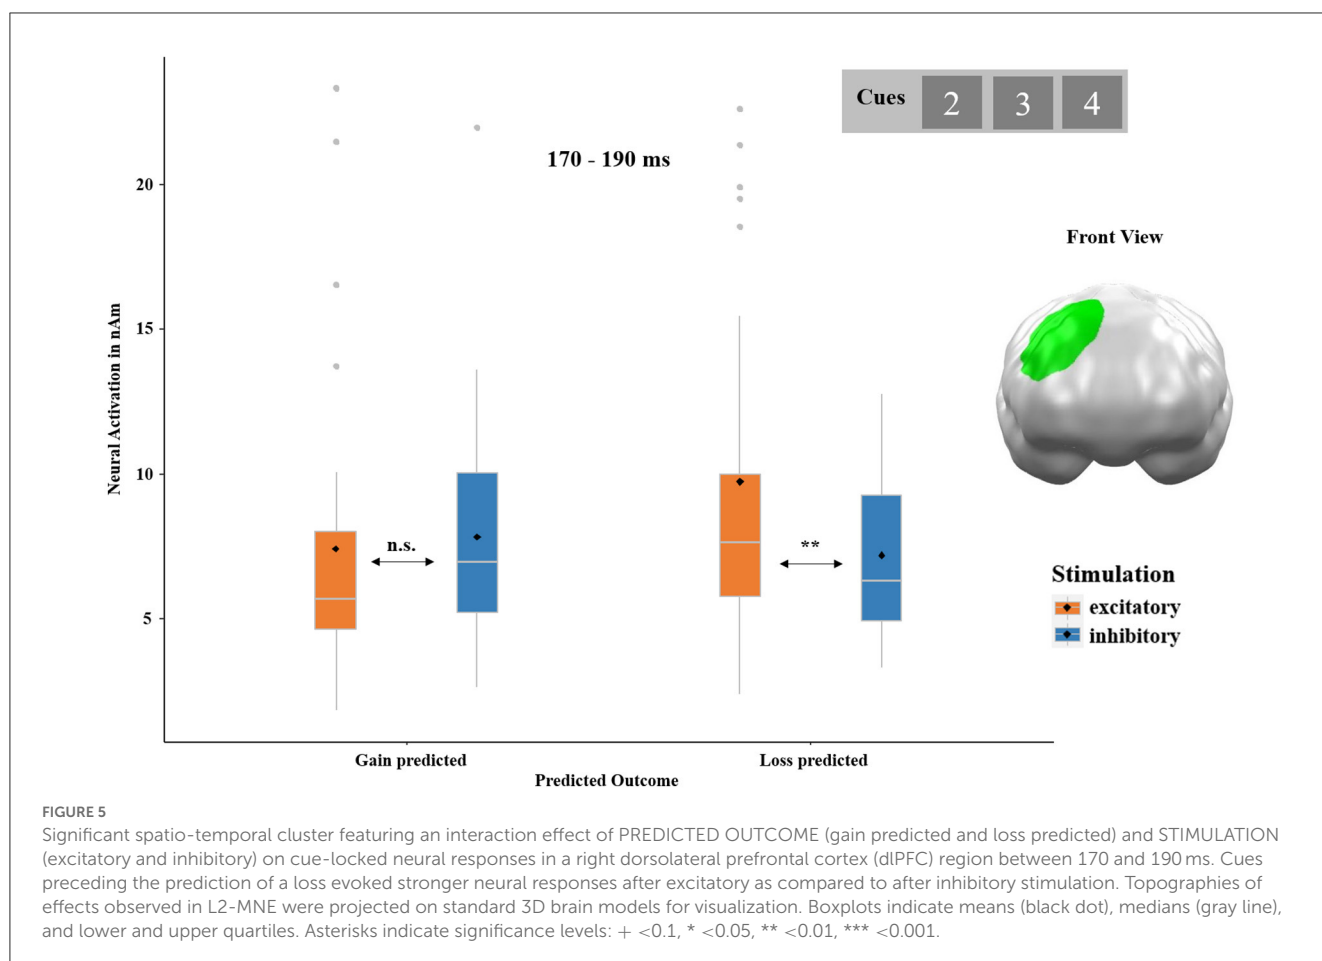 Cues 2 3 4
170 - 190 ms
20
15
10
5
Neural Activation in nAm
n.s.
**
Gain predicted
Loss predicted
Predicted Outcome
Front View
Stimulation
excitatory
inhibitory
FIGURE 5
Significant spatio-temporal cluster featuring an interaction effect of PREDICTED OUTCOME (gain predicted and loss predicted) and STIMULATION
(excitatory and inhibitory) on cue-locked neural responses in a right dorsolateral prefrontal cortex (dlPFC) region between 170 and 190 ms. Cues
preceding the prediction of a loss evoked stronger neural responses after excitatory as compared to after inhibitory stimulation. Topographies of
effects observed in L2-MNE were projected on standard 3D brain models for visualization. Boxplots indicate means (black dot), medians (gray line),
and lower and upper quartiles. Asterisks indicate significance levels: + <0.1, * <0.05, ** <0.01, *** <0.001.